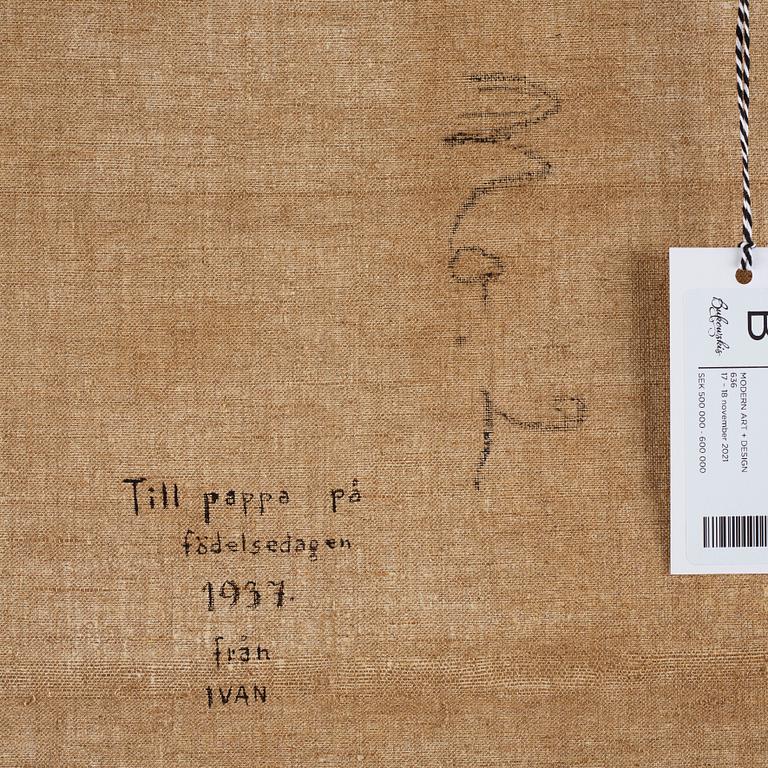 Till pappa på
födelsedagen
1937.
från
IVAN
Bukowskis
B
MODERN ART + DESIGN
636
17 - 18 november 2021
SEK 500 000 - 600 000